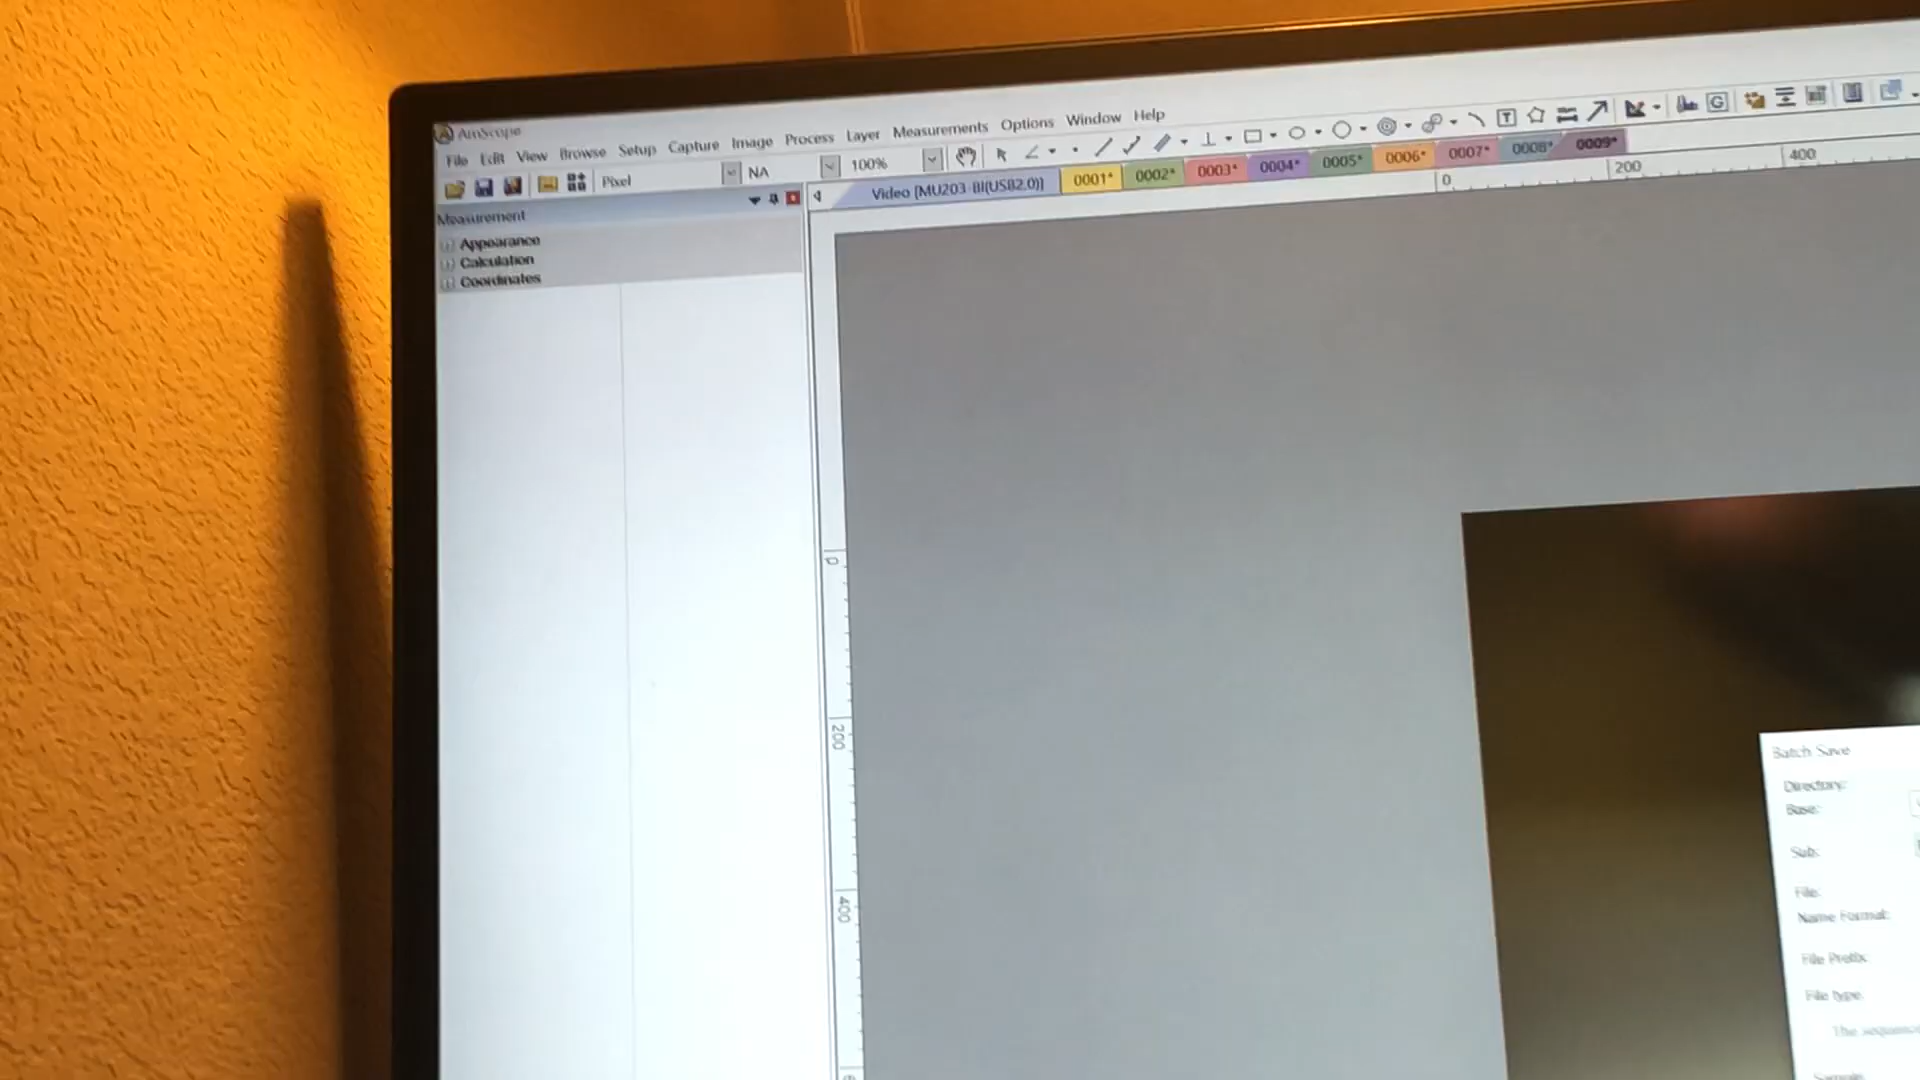 AmScope
File Edit View Browse Setup Capture Image Process Layer Measurements Options Window Help
Pixel NA 100%
Measurement
Appearance
Calculation
Coordinates
Video [MU203-BI(USB2.0)] 0001* 0002* 0003* 0004* 0005* 0006* 0007* 0008* 0009*
0 200 400
0
200
400
Batch Save
Directory:
Base:
Sub:
File:
Name Format:
File Prefix:
File type
The sequence